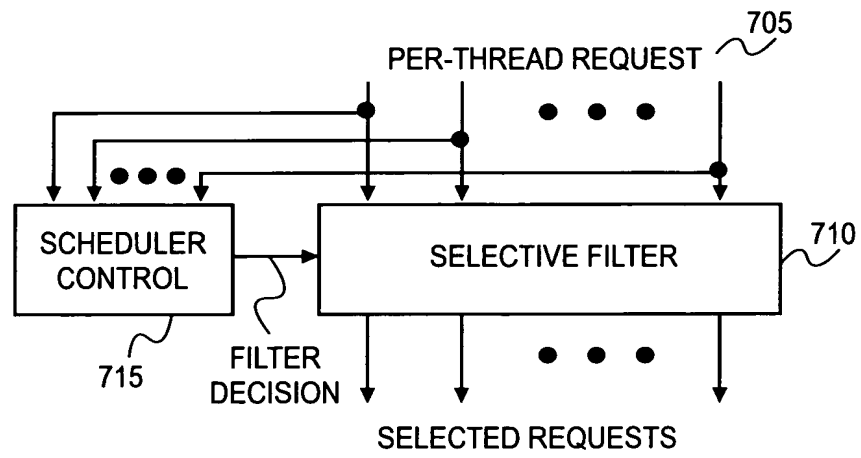 705
PER-THREAD REQUEST
SCHEDULER
CONTROL
SELECTIVE FILTER
710
715
FILTER
DECISION
SELECTED REQUESTS